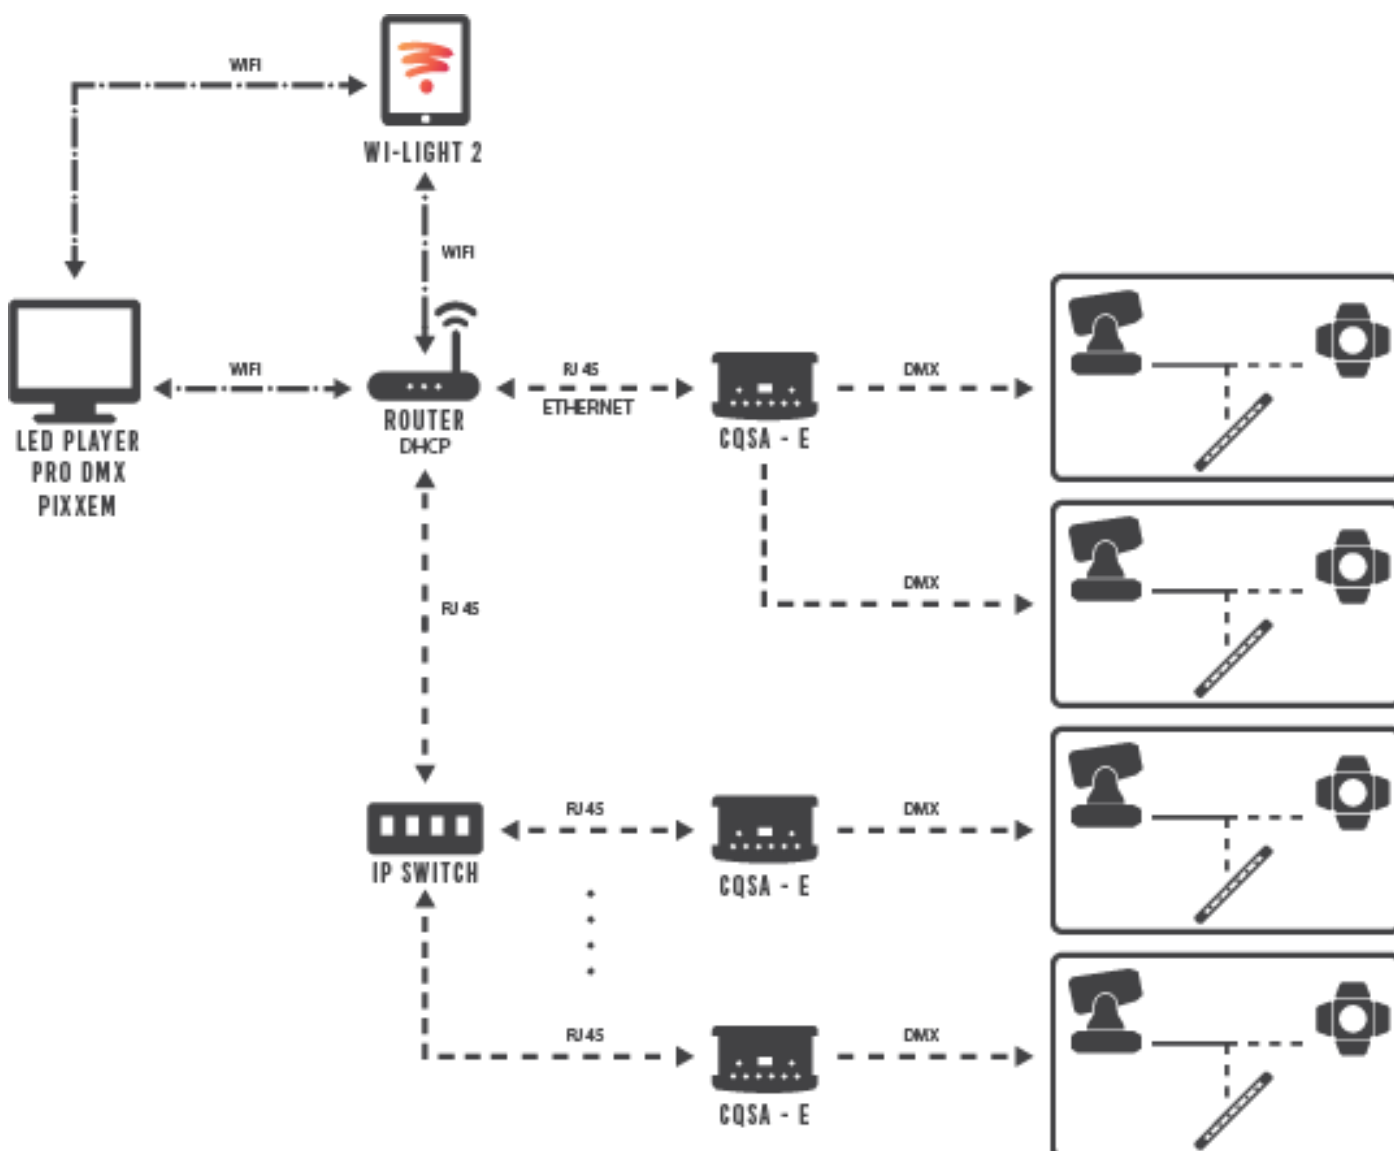 WIFI
WI-LIGHT 2
WIFI
WIFI
LED PLAYER
PRO DMX
PIXXEM
ROUTER
DHCP
RJ 45
ETHERNET
CQSA - E
DMX
DMX
RJ 45
IP SWITCH
RJ 45
CQSA - E
DMX
RJ 45
CQSA - E
DMX